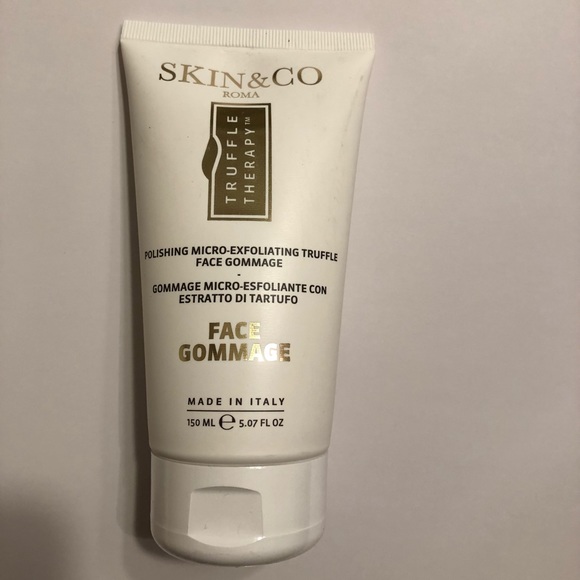 SKIN&CO
ROMA
TRUFFLE
THERAPY™
POLISHING MICRO-EXFOLIATING TRUFFLE
FACE GOMMAGE
-
GOMMAGE MICRO-ESFOLIANTE CON
ESTRATTO DI TARTUFO
FACE
GOMMAGE
MADE IN ITALY
150 ML ℮ 5.07 FL OZ